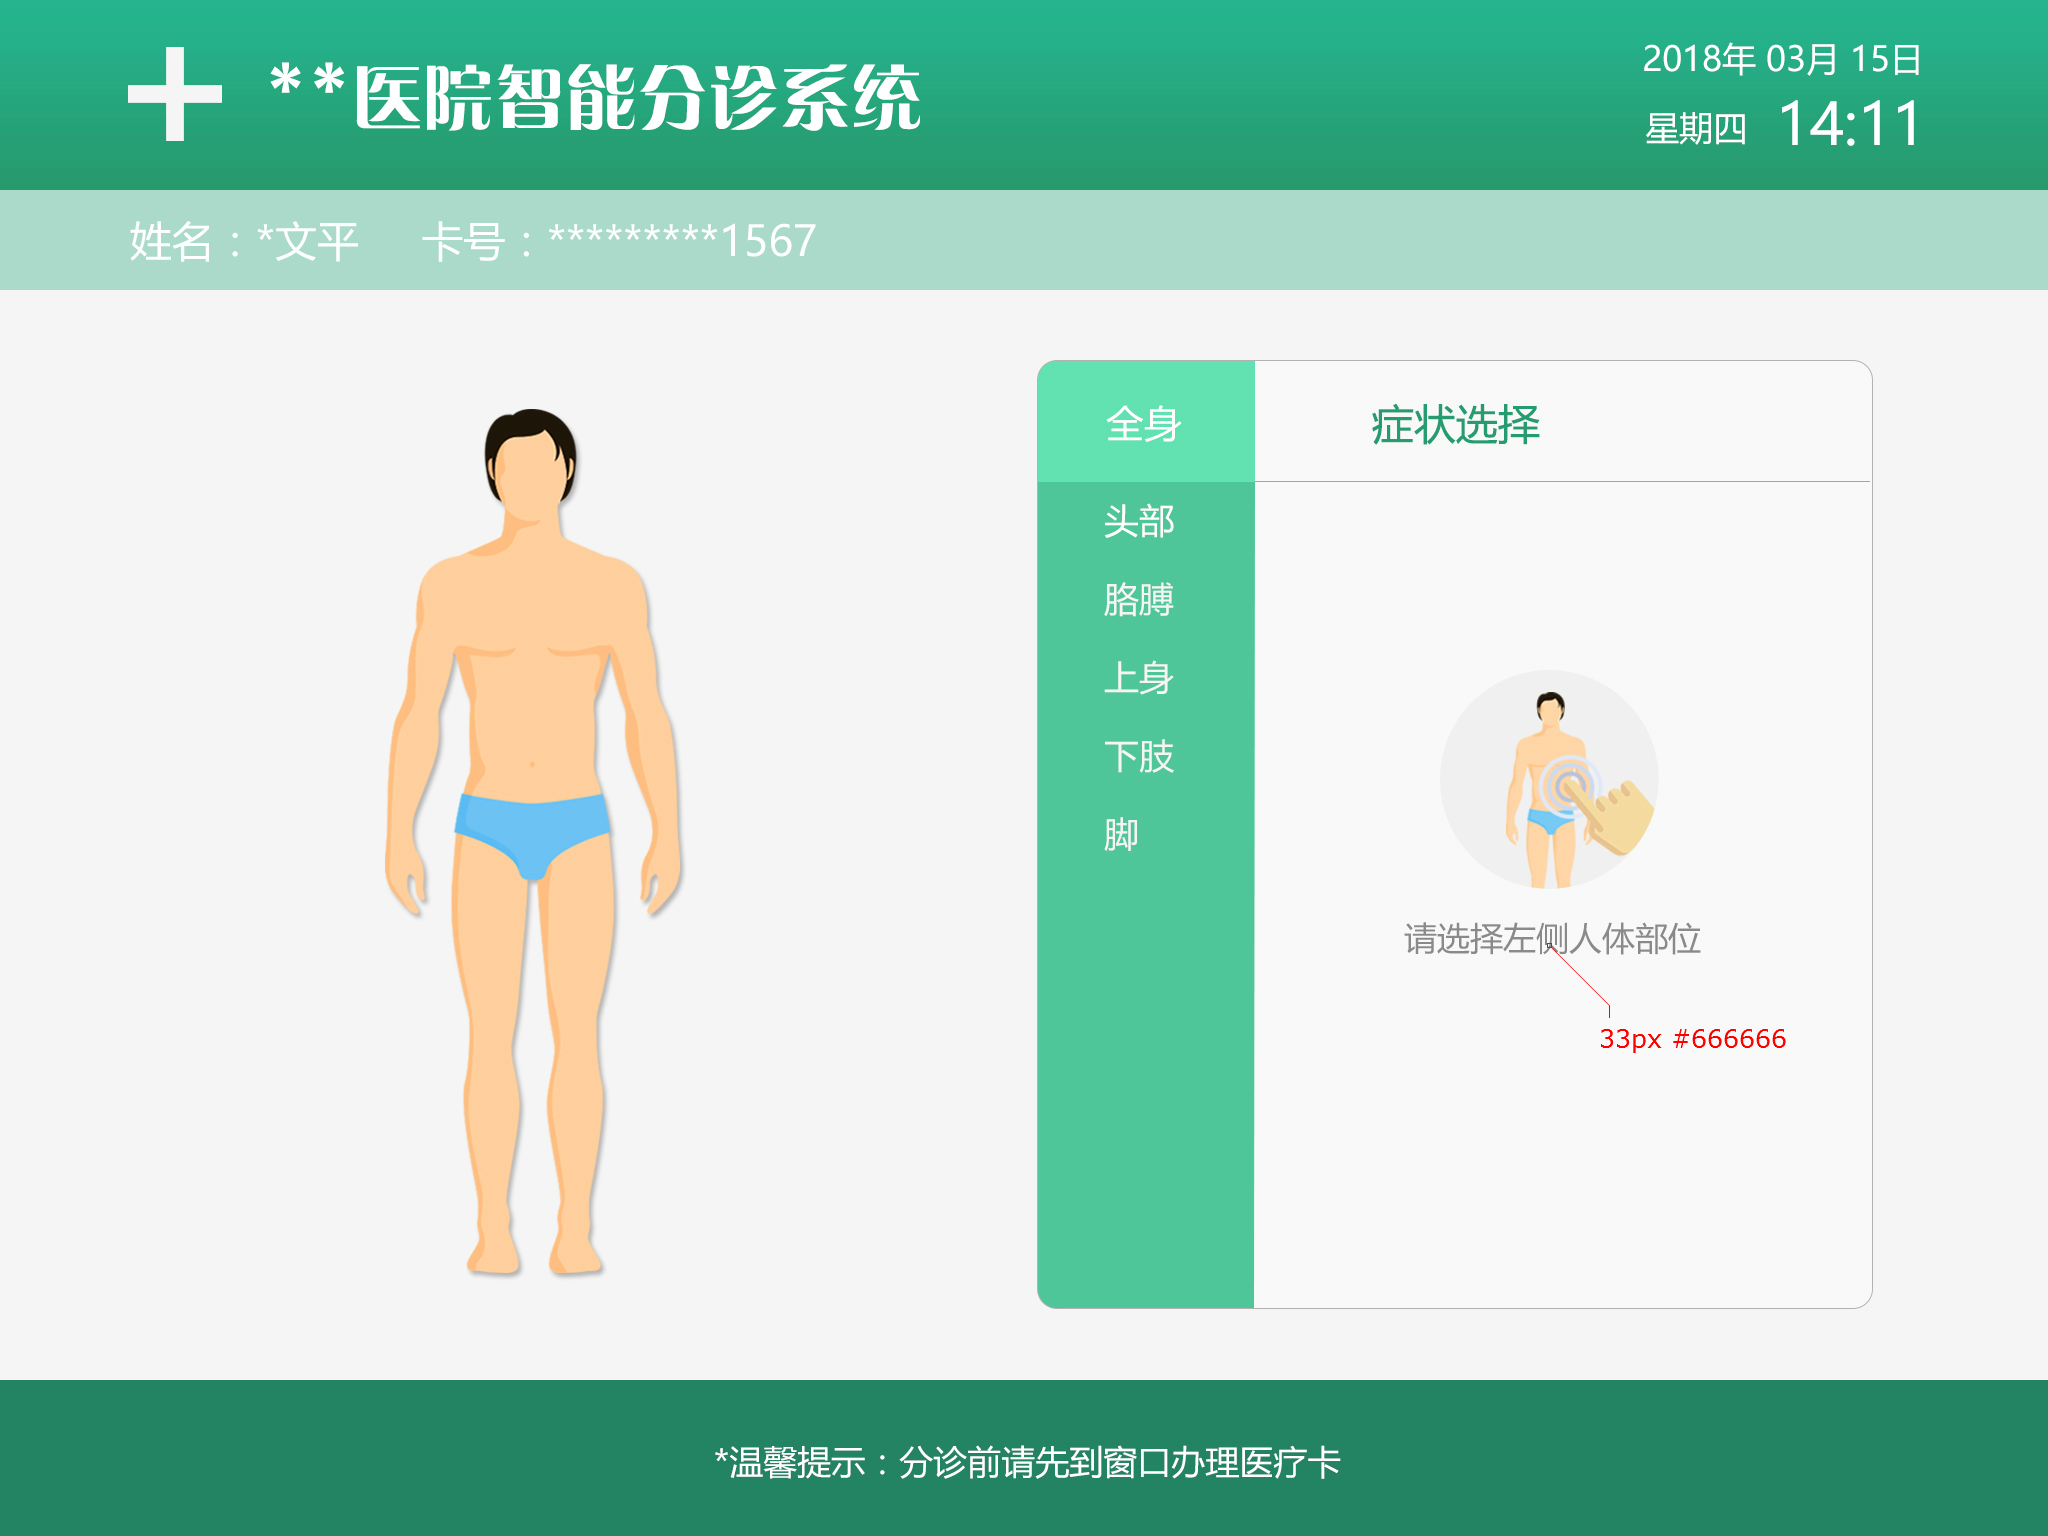 **医院智能分诊系统
2018年 03月 15日
星期四 14:11
姓名：*文平 卡号：*********1567
全身
症状选择
头部
胳膊
上身
下肢
脚
请选择左侧人体部位
33px #666666
*温馨提示：分诊前请先到窗口办理医疗卡